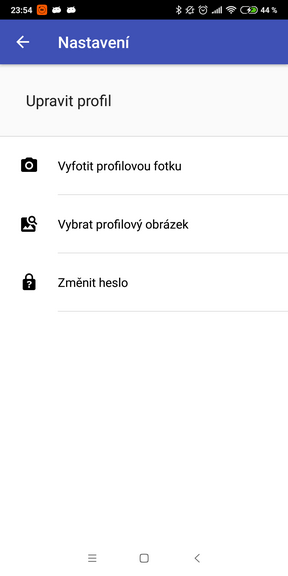 23:54
44 %
Nastavení
Upravit profil
Vyfotit profilovou fotku
Vybrat profilový obrázek
Změnit heslo